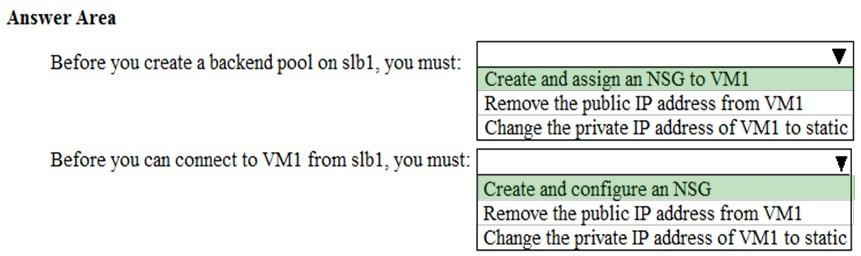 Answer Area
Before you create a backend pool on slb1, you must:
Create and assign an NSG to VM1
Remove the public IP address from VM1
Change the private IP address of VM1 to static
Before you can connect to VM1 from slb1, you must:
Create and configure an NSG
Remove the public IP address from VM1
Change the private IP address of VM1 to static